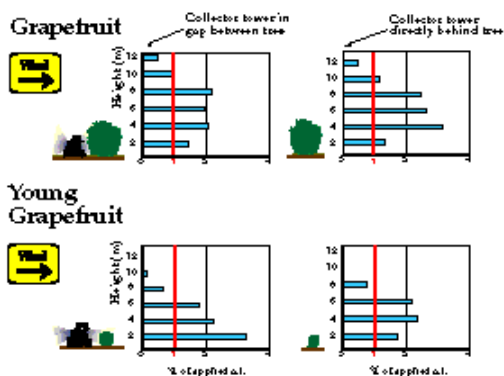 Grapefruit
Collector tower in
gap between tree
Collector tower
directly behind tree
Wind
Height (m)
12
10
8
6
4
2
12
10
8
6
4
2
Young
Grapefruit
Wind
Height (m)
12
10
8
6
4
2
12
10
8
6
4
2
% of applied a.i.
% of applied a.i.